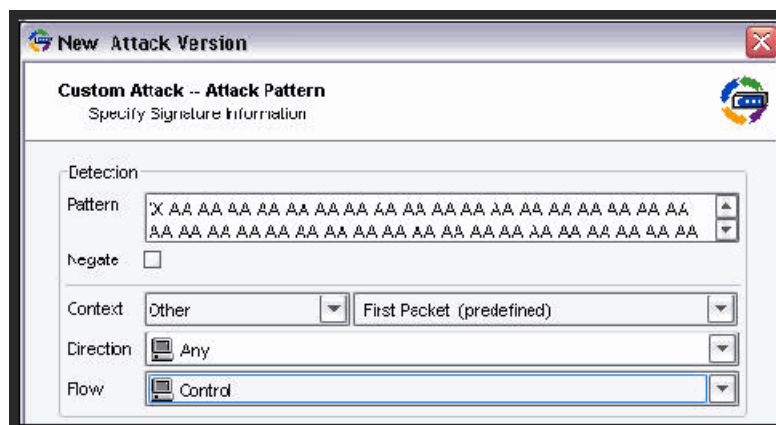 New Attack Version
Custom Attack -- Attack Pattern
Specify Signature Information
Detection
Pattern
'X AA AA AA AA AA AA AA AA AA AA AA AA AA AA AA AA AA AA
AA AA AA AA AA AA AA AA AA AA AA AA AA AA AA AA AA AA AA
Negate
Context Other First Packet (predefined)
Direction Any
Flow Control